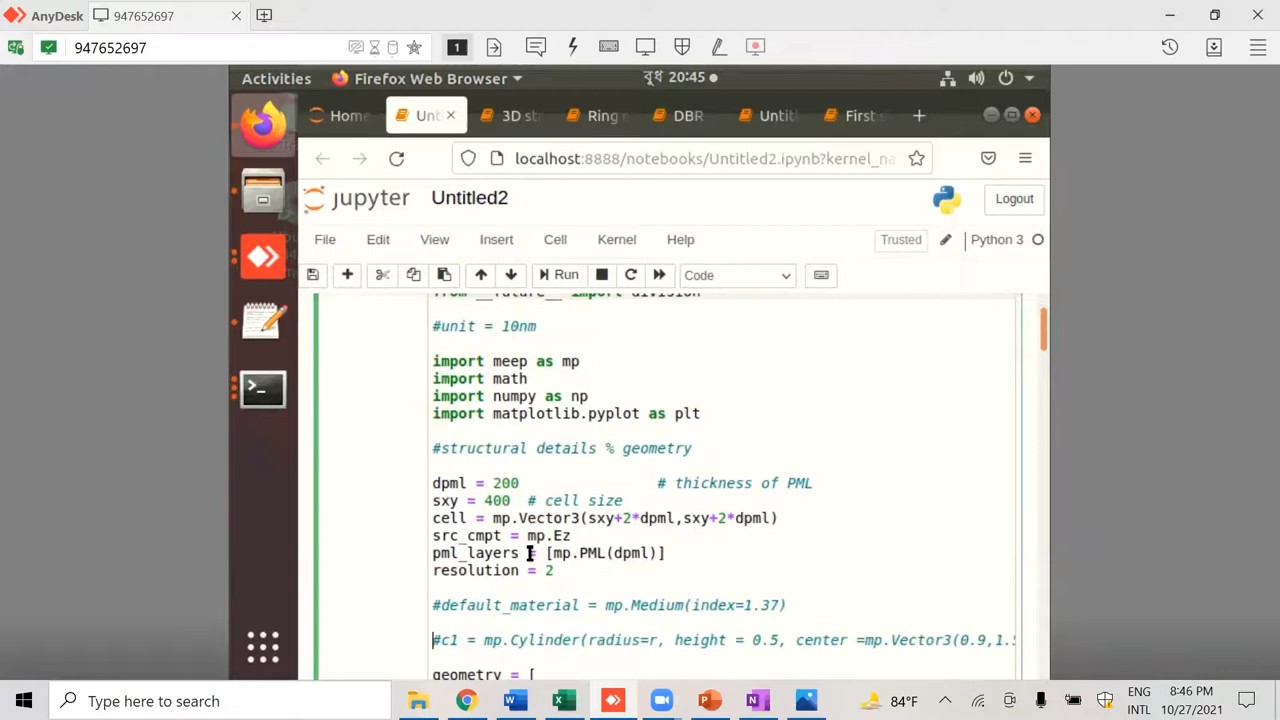 AnyDesk 947652697
947652697 1
Activities Firefox Web Browser বুধ 20:45
Home Unt 3D st Ring DBR Untit First
localhost:8888/notebooks/Untitled2.ipynb?kernel_na
jupyter Untitled2 Logout
File Edit View Insert Cell Kernel Help Trusted Python 3
Run Code
from __future__ import division
#unit = 10nm
import meep as mp
import math
import numpy as np
import matplotlib.pyplot as plt
#structural details % geometry
dpml = 200 # thickness of PML
sxy = 400 # cell size
cell = mp.Vector3(sxy+2*dpml,sxy+2*dpml)
src_cmpt = mp.Ez
pml_layers = [mp.PML(dpml)]
resolution = 2
#default_material = mp.Medium(index=1.37)
#c1 = mp.Cylinder(radius=r, height = 0.5, center =mp.Vector3(0.9,1.5
geometry = [
Type here to search 84°F ENG 8:46 PM
INTL 10/27/2021